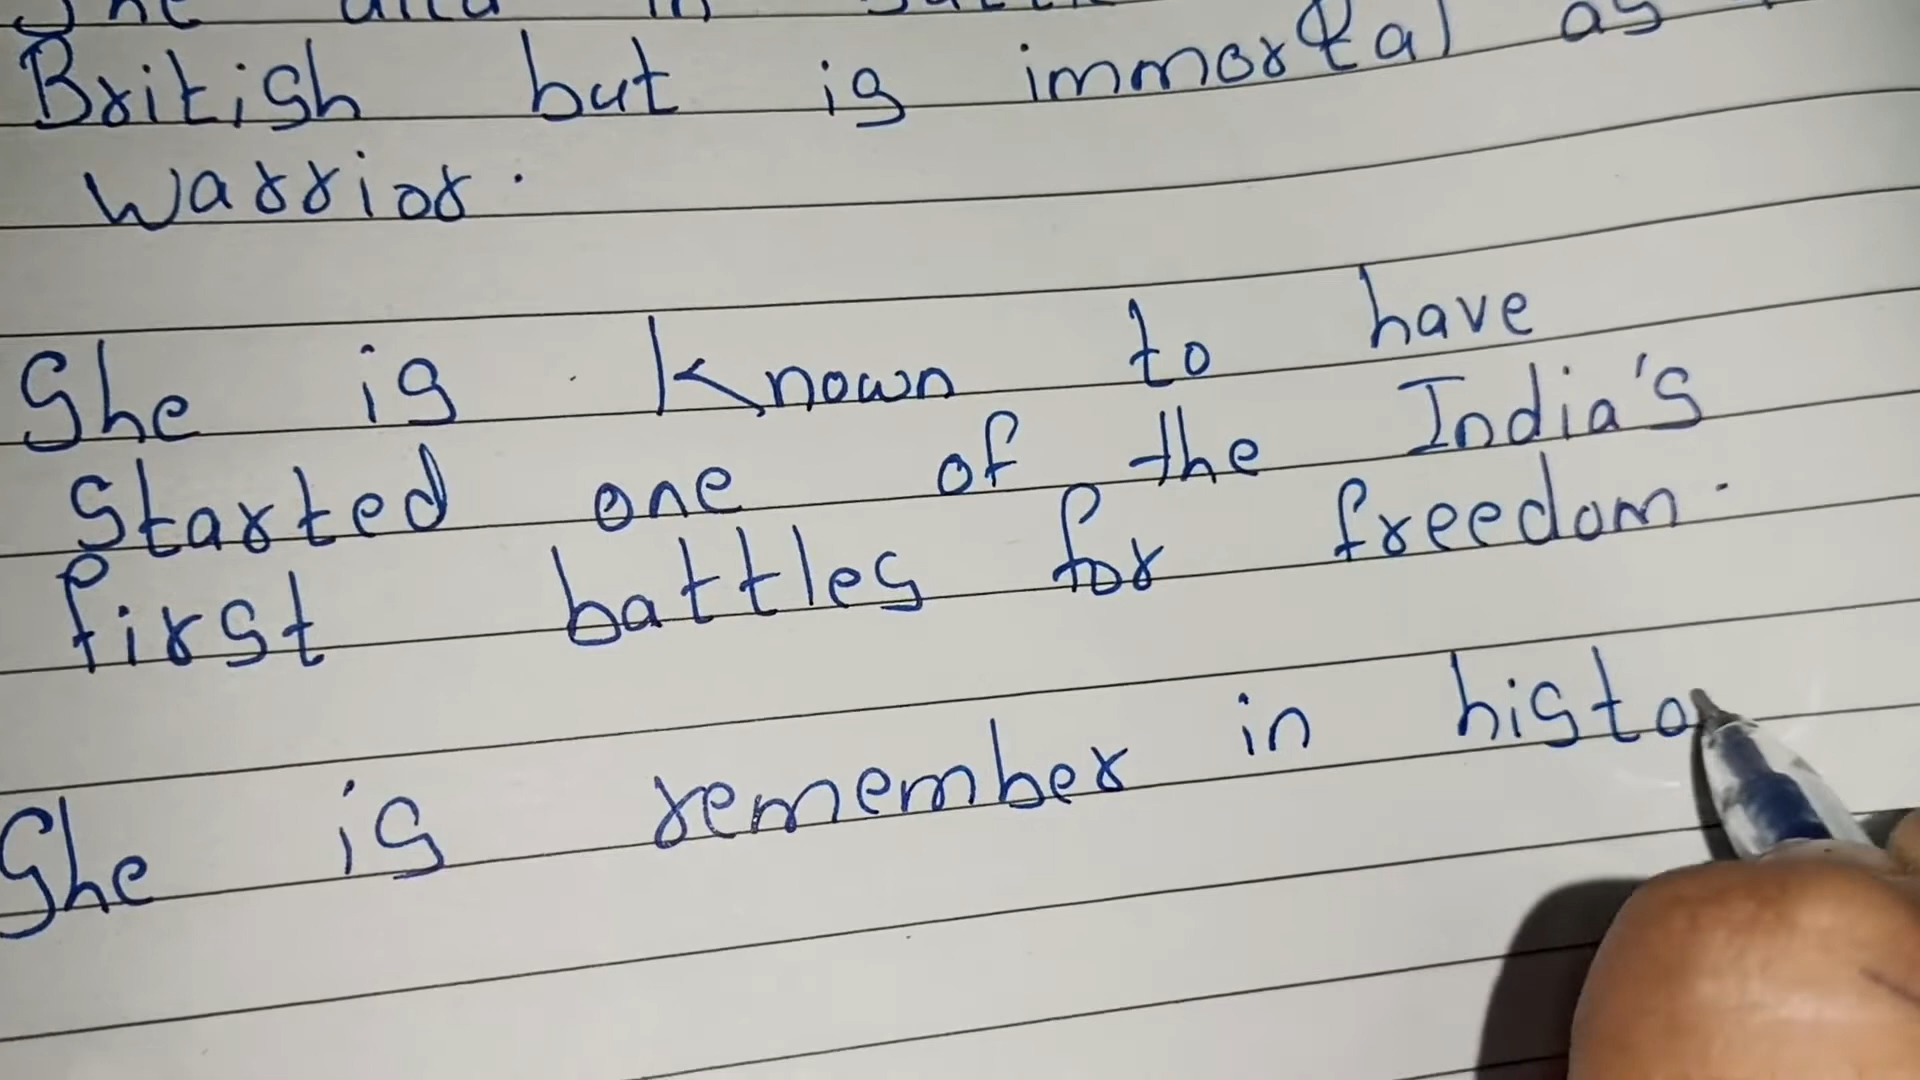 British but is immortal as
warrior.
She is known to have
started one of the India's
first battles for freedom.
She is remember in histo